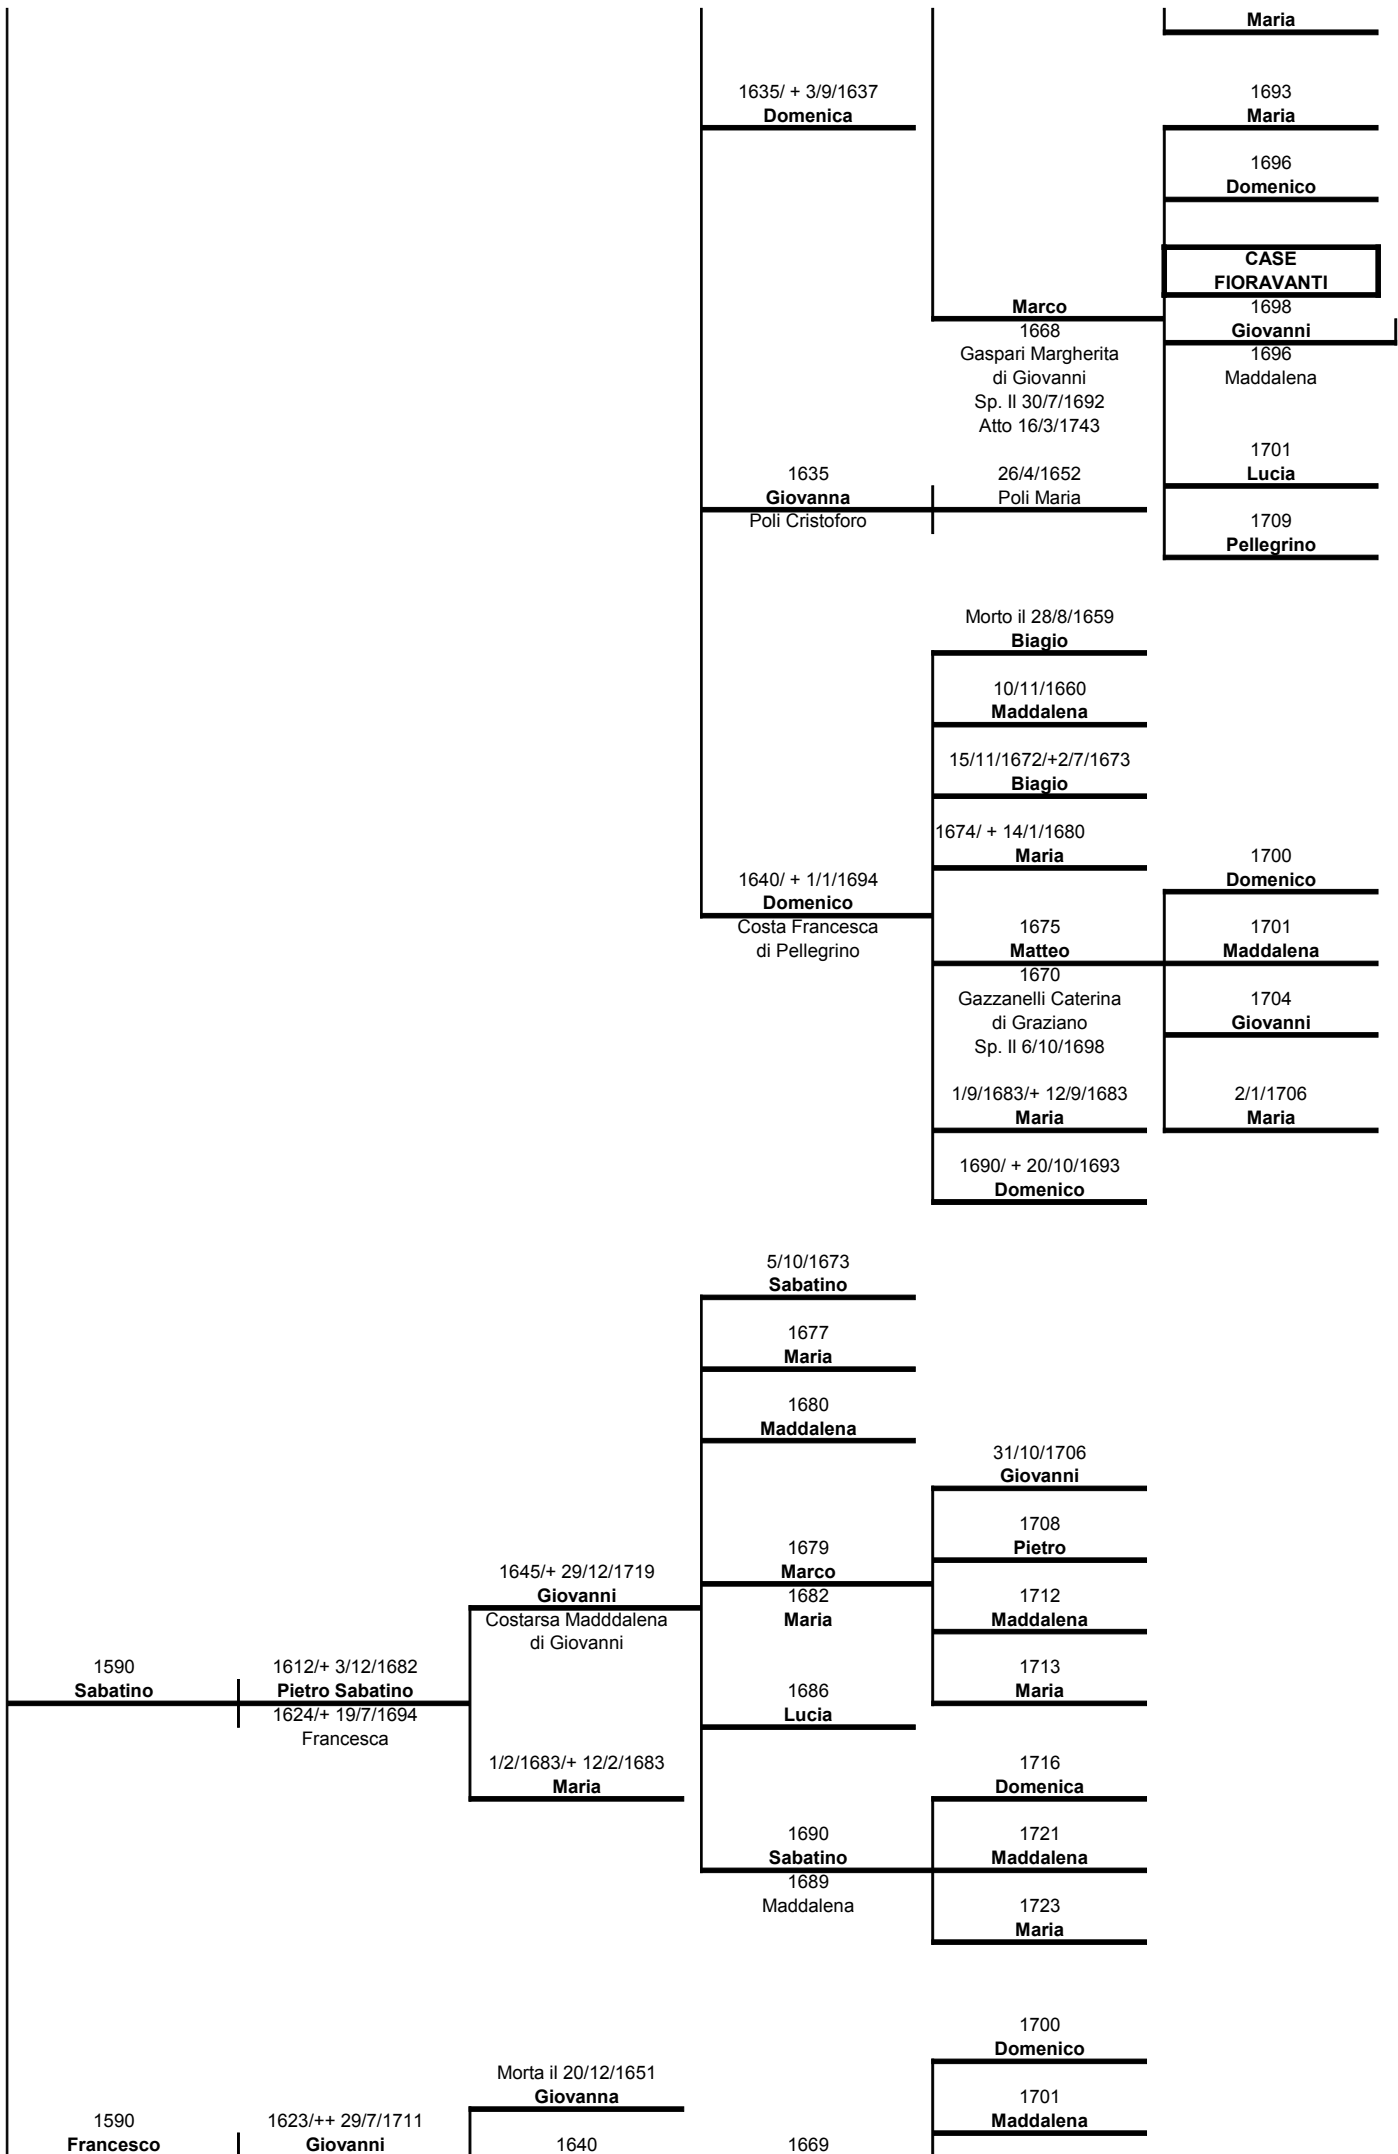 Maria
1635/ + 3/9/1637
Domenica
1693
Maria
1696
Domenico
CASE
FIORAVANTI
Marco
1668
Gaspari Margherita
di Giovanni
Sp. Il 30/7/1692
Atto 16/3/1743
1698
Giovanni
1696
Maddalena
1635
Giovanna
Poli Cristoforo
26/4/1652
Poli Maria
1701
Lucia
1709
Pellegrino
Morto il 28/8/1659
Biagio
10/11/1660
Maddalena
15/11/1672/+2/7/1673
Biagio
1674/ + 14/1/1680
Maria
1640/ + 1/1/1694
Domenico
Costa Francesca
di Pellegrino
1675
Matteo
1670
Gazzanelli Caterina
di Graziano
Sp. Il 6/10/1698
1700
Domenico
1701
Maddalena
1704
Giovanni
1/9/1683/+ 12/9/1683
Maria
2/1/1706
Maria
1690/ + 20/10/1693
Domenico
5/10/1673
Sabatino
1677
Maria
1680
Maddalena
31/10/1706
Giovanni
1708
Pietro
1679
Marco
1682
Maria
1645/+ 29/12/1719
Giovanni
Costarsa Madddalena
di Giovanni
1712
Maddalena
1713
Maria
1590
Sabatino
1612/+ 3/12/1682
Pietro Sabatino
1624/+ 19/7/1694
Francesca
1686
Lucia
1/2/1683/+ 12/2/1683
Maria
1716
Domenica
1690
Sabatino
1689
Maddalena
1721
Maddalena
1723
Maria
1700
Domenico
Morta il 20/12/1651
Giovanna
1701
Maddalena
1590
Francesco
1623/++ 29/7/1711
Giovanni
1640
1669